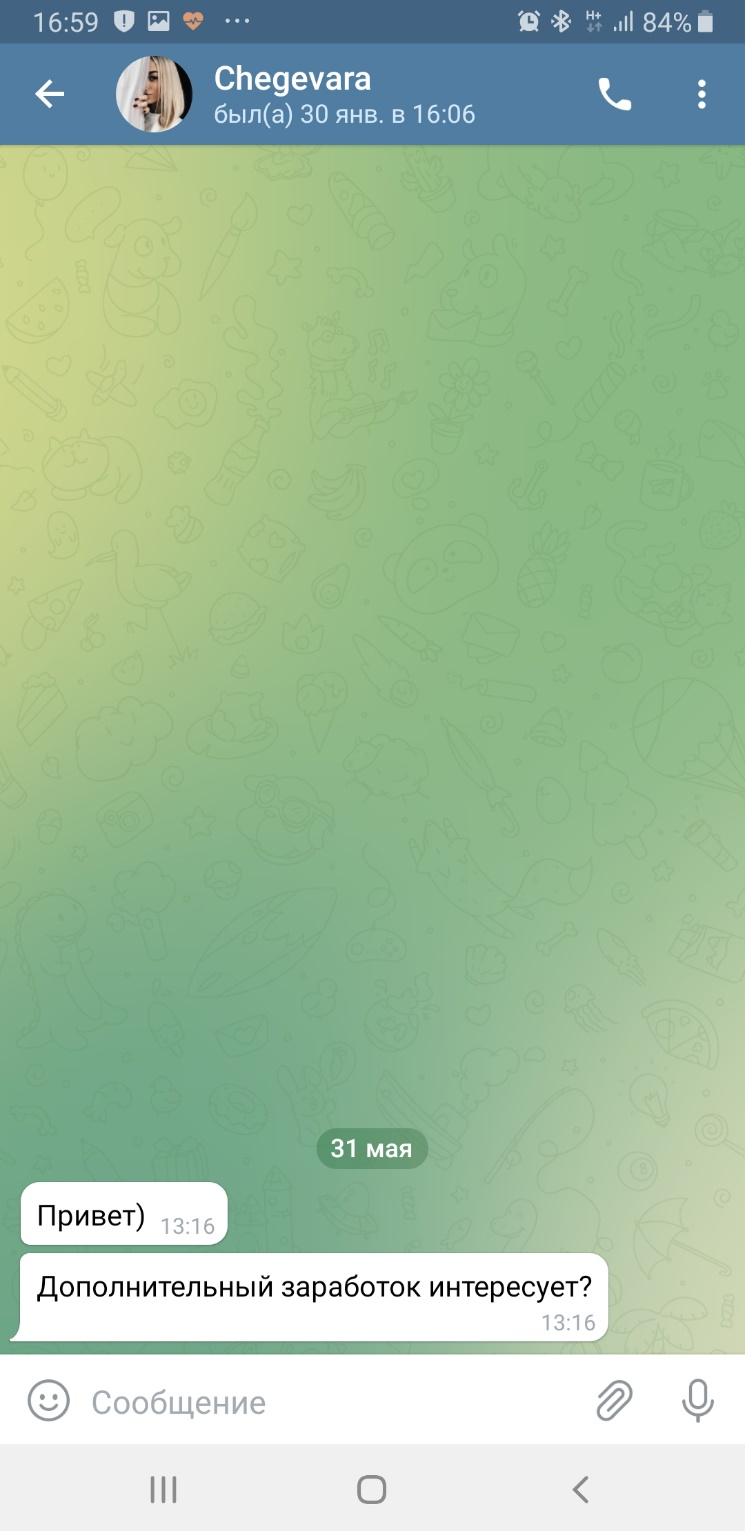 16:59
84%
Chegevara
был(а) 30 янв. в 16:06
31 мая
Привет) 13:16
Дополнительный заработок интересует?
13:16
Сообщение